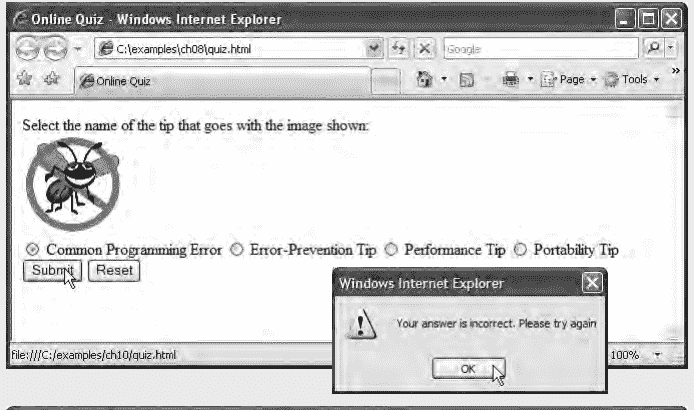 Online Quiz - Windows Internet Explorer
C:\examples\ch08\quiz.html
Google
Online Quiz
Page
Tools
»
Select the name of the tip that goes with the image shown:
Common Programming Error Error-Prevention Tip Performance Tip Portability Tip
Submit Reset
Windows Internet Explorer
Your answer is incorrect. Please try again
OK
file:///C:/examples/ch10/quiz.html
100%